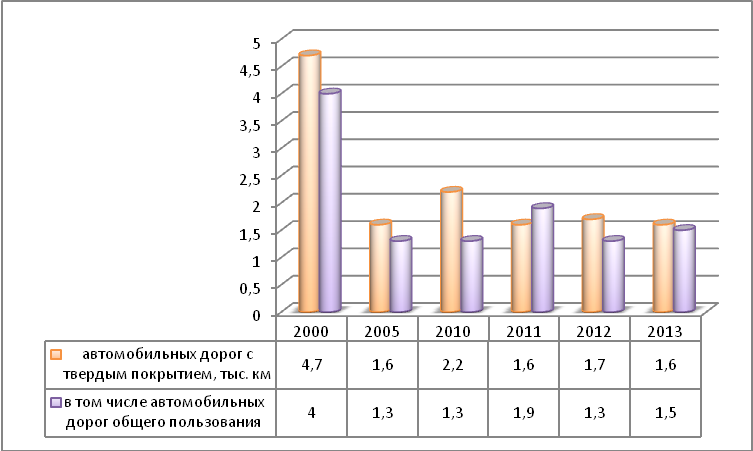 5
4,5
4
3,5
3
2,5
2
1,5
1
0,5
0
2000 2005 2010 2011 2012 2013
автомобильных дорог с
твердым покрытием, тыс. км
4,7 1,6 2,2 1,6 1,7 1,6
в том числе автомобильных
дорог общего пользования
4 1,3 1,3 1,9 1,3 1,5